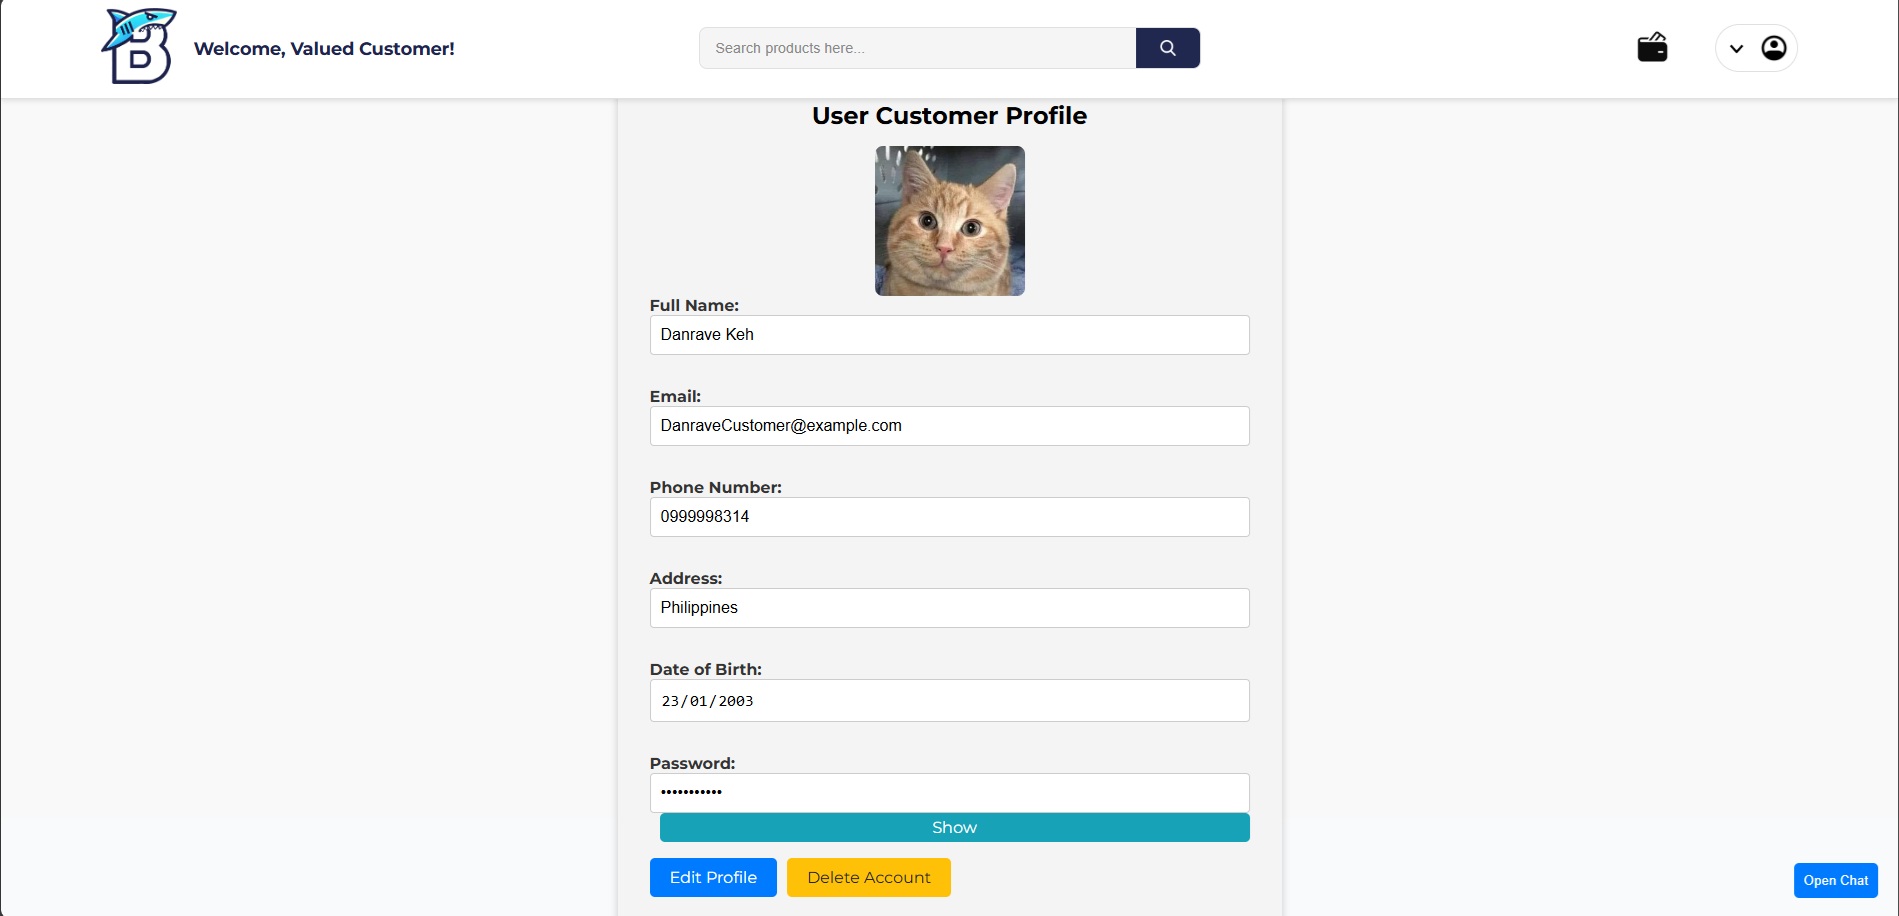 B
Welcome, Valued Customer!
Search products here...
User Customer Profile
Full Name:
Danrave Keh
Email:
DanraveCustomer@example.com
Phone Number:
0999998314
Address:
Philippines
Date of Birth:
23/01/2003
Password:
•••••••••••
Show
Edit Profile
Delete Account
Open Chat